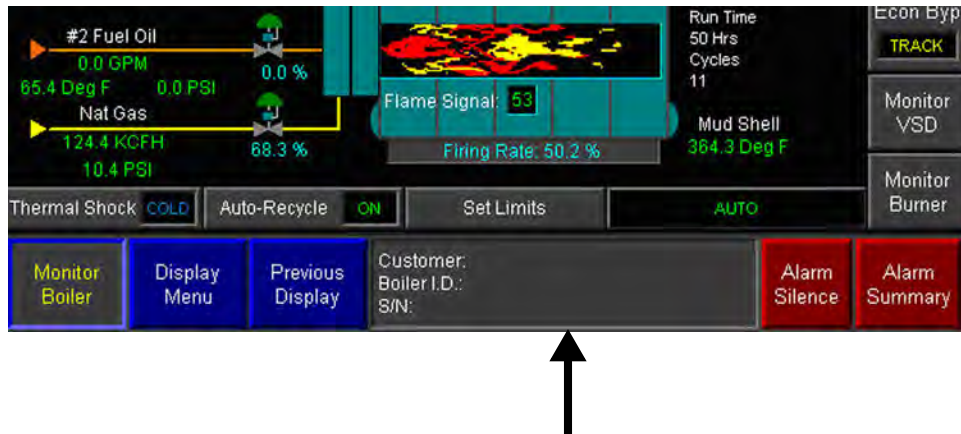 #2 Fuel Oil
0.0 GPM
65.4 Deg F 0.0 PSI
0.0 %
Nat Gas
124.4 KCFH
10.4 PSI
68.3 %
Flame Signal: 53
Firing Rate: 50.2 %
Run Time
50 Hrs
Cycles
11
Mud Shell
364.3 Deg F
Econ Byp
TRACK
Monitor
VSD
Monitor
Burner
Thermal Shock COLD
Auto-Recycle ON
Set Limits
AUTO
Monitor
Boiler
Display
Menu
Previous
Display
Customer:
Boiler I.D.:
S/N:
Alarm
Silence
Alarm
Summary